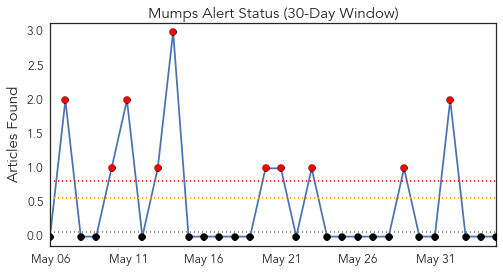 Mumps Alert Status (30-Day Window)
Articles Found
3.0
2.5
2.0
1.5
1.0
0.5
0.0
May 06 May 11 May 16 May 21 May 26 May 31